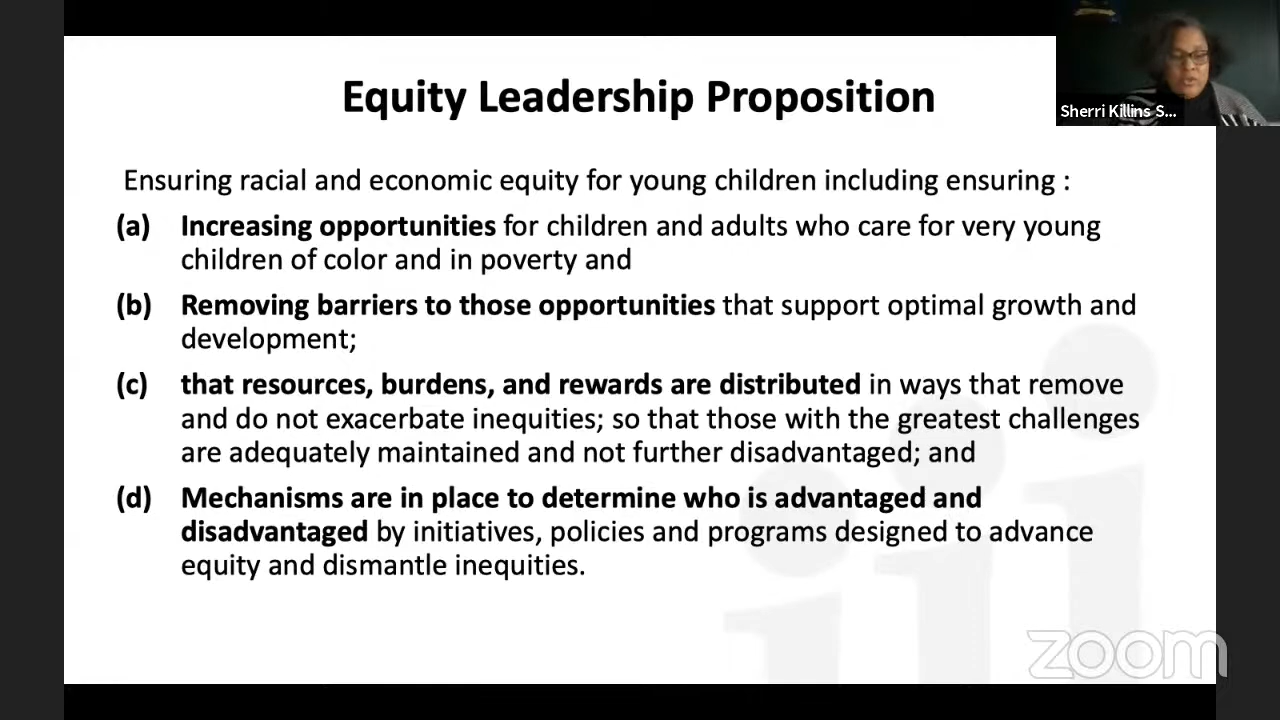 Equity Leadership Proposition
Sherri Killins S...
Ensuring racial and economic equity for young children including ensuring :
(a) Increasing opportunities for children and adults who care for very young
children of color and in poverty and
(b) Removing barriers to those opportunities that support optimal growth and
development;
(c) that resources, burdens, and rewards are distributed in ways that remove
and do not exacerbate inequities; so that those with the greatest challenges
are adequately maintained and not further disadvantaged; and
(d) Mechanisms are in place to determine who is advantaged and
disadvantaged by initiatives, policies and programs designed to advance
equity and dismantle inequities.
zoom